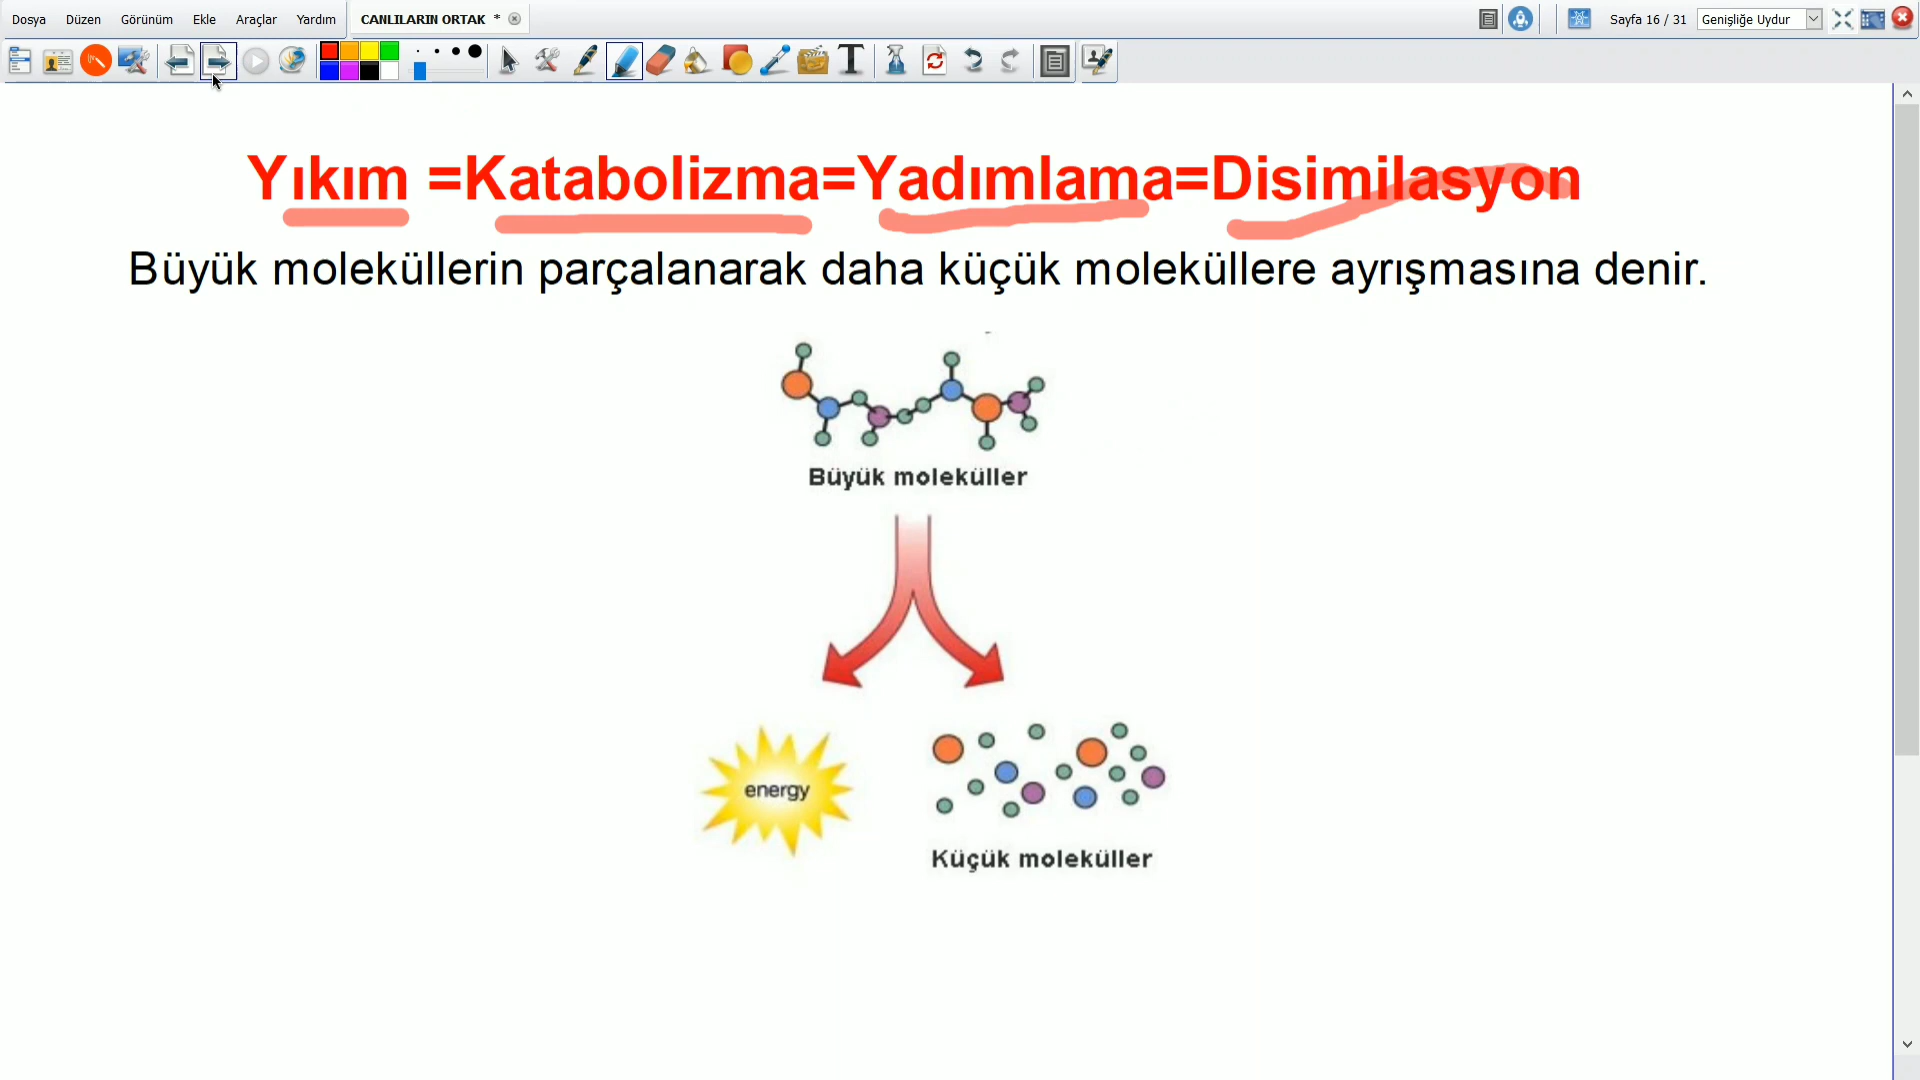 Dosya Düzen Görünüm Ekle Araçlar Yardım CANLILARIN ORTAK * Sayfa 16 / 31 Genişliğe Uydur
T
Yıkım =Katabolizma=Yadımlama=Disimilasyon
Büyük moleküllerin parçalanarak daha küçük moleküllere ayrışmasına denir.
Büyük moleküller
energy
Küçük moleküller